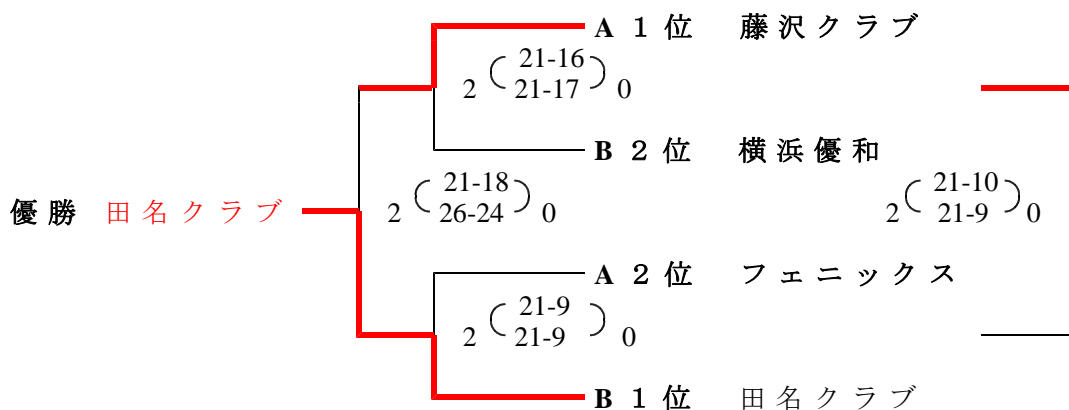 A 1 位 藤沢クラブ
2 ( 21-16 21-17 ) 0
B 2 位 横浜優和
優勝 田名クラブ
2 ( 21-18 26-24 ) 0
2 ( 21-10 21-9 ) 0
A 2 位 フェニックス
2 ( 21-9 21-9 ) 0
B 1 位 田名クラブ